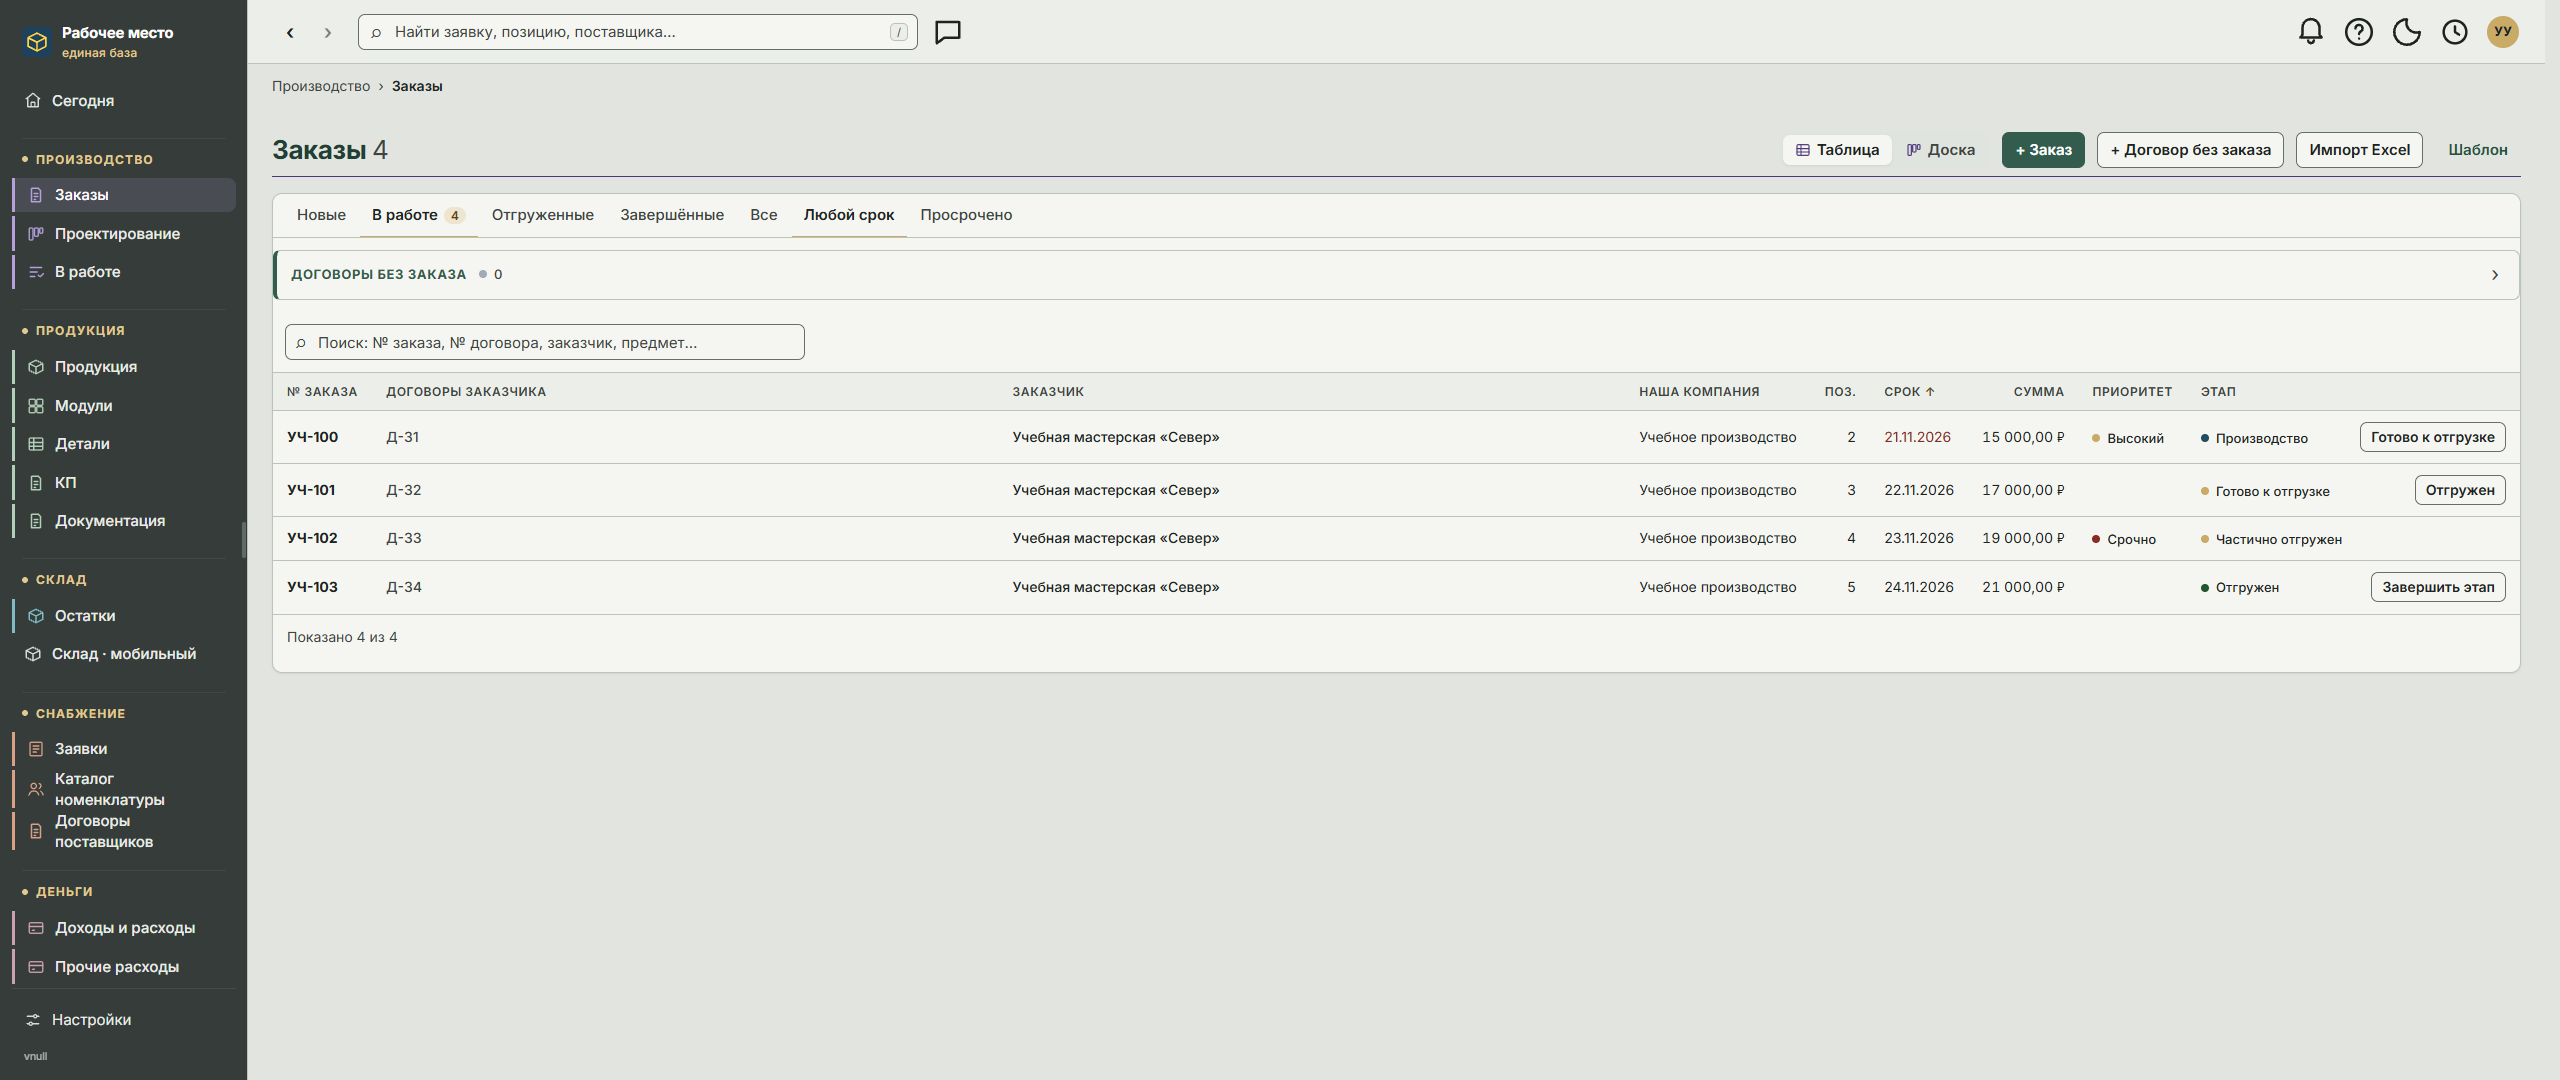 Рабочее место
единая база
Сегодня
ПРОИЗВОДСТВО
Заказы
Проектирование
В работе
ПРОДУКЦИЯ
Продукция
Модули
Детали
КП
Документация
СКЛАД
Остатки
Склад · мобильный
СНАБЖЕНИЕ
Заявки
Каталог
номенклатуры
Договоры
поставщиков
ДЕНЬГИ
Доходы и расходы
Прочие расходы
Настройки
vnull
Найти заявку, позицию, поставщика... /
УУ
Производство › Заказы
Заказы 4
Таблица Доска + Заказ + Договор без заказа Импорт Excel Шаблон
Новые В работе 4 Отгруженные Завершённые Все Любой срок Просрочено
ДОГОВОРЫ БЕЗ ЗАКАЗА 0
Поиск: № заказа, № договора, заказчик, предмет...
№ ЗАКАЗА ДОГОВОРЫ ЗАКАЗЧИКА ЗАКАЗЧИК НАША КОМПАНИЯ ПОЗ. СРОК ↑ СУММА ПРИОРИТЕТ ЭТАП
УЧ-100 Д-31 Учебная мастерская «Север» Учебное производство 2 21.11.2026 15 000,00 ₽ Высокий Производство Готово к отгрузке
УЧ-101 Д-32 Учебная мастерская «Север» Учебное производство 3 22.11.2026 17 000,00 ₽ Готово к отгрузке Отгружен
УЧ-102 Д-33 Учебная мастерская «Север» Учебное производство 4 23.11.2026 19 000,00 ₽ Срочно Частично отгружен
УЧ-103 Д-34 Учебная мастерская «Север» Учебное производство 5 24.11.2026 21 000,00 ₽ Отгружен Завершить этап
Показано 4 из 4